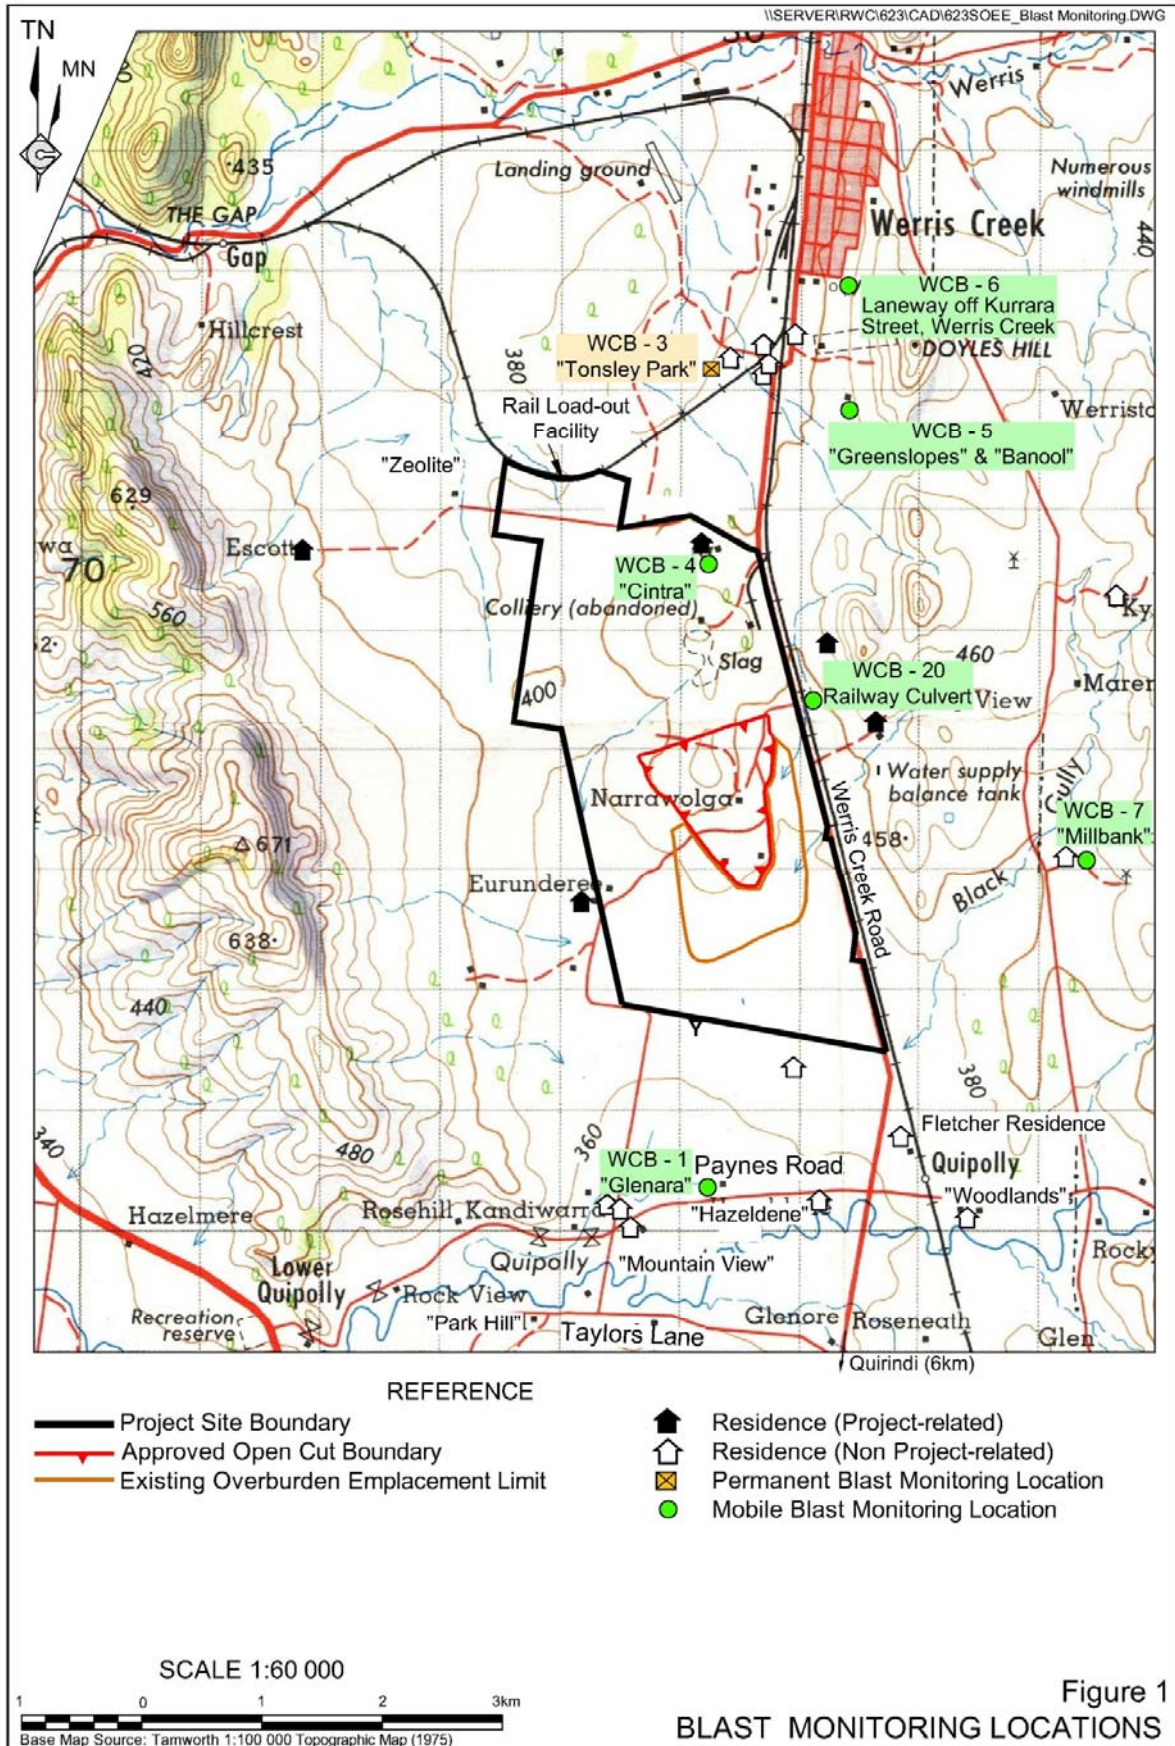 \\SERVER\RWC\623\CAD\623SOEE_Blast Monitoring.DWG
TN
MN
Werris
435
Landing ground
Numerous
windmills
THE GAP
Gap
Werris Creek
440
WCB - 6
Laneway off Kurrara
Street, Werris Creek
Hillcrest
DOYLES HILL
420
380
WCB - 3
"Tonsley Park"
Rail Load-out
Facility
WCB - 5
"Greenslopes" & "Banool"
"Zeolite"
629
Escott
70
WCB - 4
"Cintra"
Colliery (abandoned)
560
Slag
460
WCB - 20
Railway Culvert
View
400
Water supply
balance tank
Narrawolga
Gully
WCB - 7
"Millbank"
671
458
Werris Creek Road
Eurunderee
Black
638
440
Y
380
Fletcher Residence
340
480
360
WCB - 1
"Glenara"
Paynes Road
Quipolly
"Woodlands"
Hazelmere
Rosehill
"Hazeldene"
Quipolly
"Mountain View"
Lower
Quipolly
Rock View
Recreation
reserve
"Park Hill"
Taylors Lane
Glenore
Roseneath
Glen
Quirindi (6km)
REFERENCE
Project Site Boundary
Approved Open Cut Boundary
Existing Overburden Emplacement Limit
Residence (Project-related)
Residence (Non Project-related)
Permanent Blast Monitoring Location
Mobile Blast Monitoring Location
SCALE 1:60 000
1 0 1 2 3km
Base Map Source: Tamworth 1:100 000 Topographic Map (1975)
Figure 1
BLAST MONITORING LOCATIONS